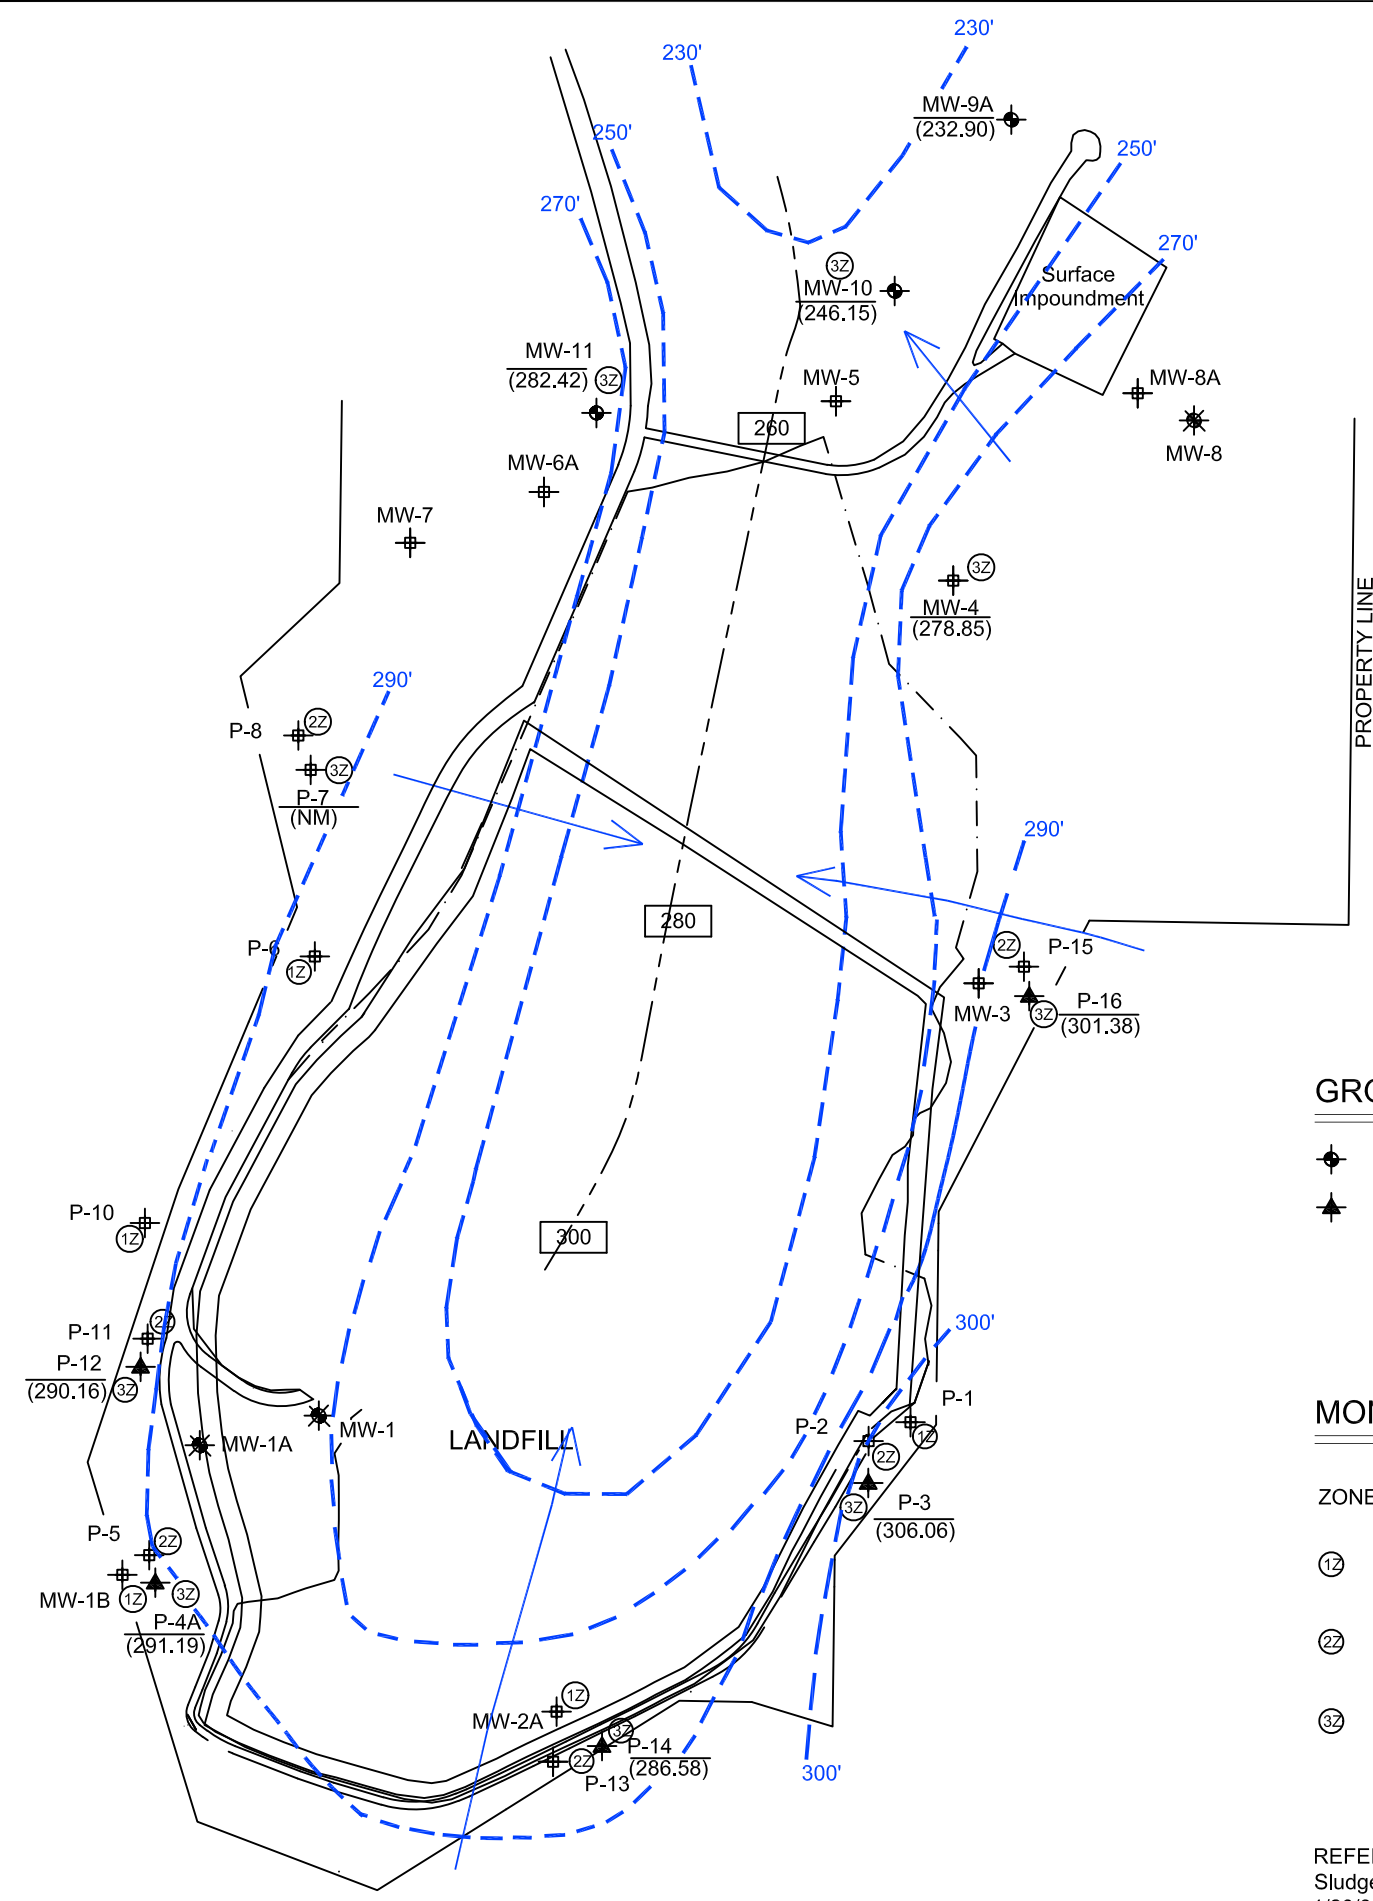 230'
230'
MW-9A
(232.90)
250'
250'
270'
270'
3Z
MW-10
(246.15)
Surface
Impoundment
MW-11
(282.42)
3Z
MW-5
MW-8A
260
MW-8
MW-6A
MW-7
3Z
MW-4
(278.85)
PROPERTY LINE
290'
P-8
2Z
3Z
P-7
(NM)
290'
280
P-6
1Z
2Z
P-15
MW-3
3Z
P-16
(301.38)
GRO
P-10
1Z
300
2Z
P-11
P-12
(290.16)
3Z
300'
P-1
1Z
P-2
2Z
MW-1
MW-1A
LANDFILL
MON
3Z
P-3
(306.06)
ZONE
P-5
2Z
1Z
MW-1B
1Z
3Z
P-4A
(291.19)
2Z
MW-2A
1Z
3Z
P-14
(286.58)
2Z
P-13
300'
3Z
REFE
Sludge